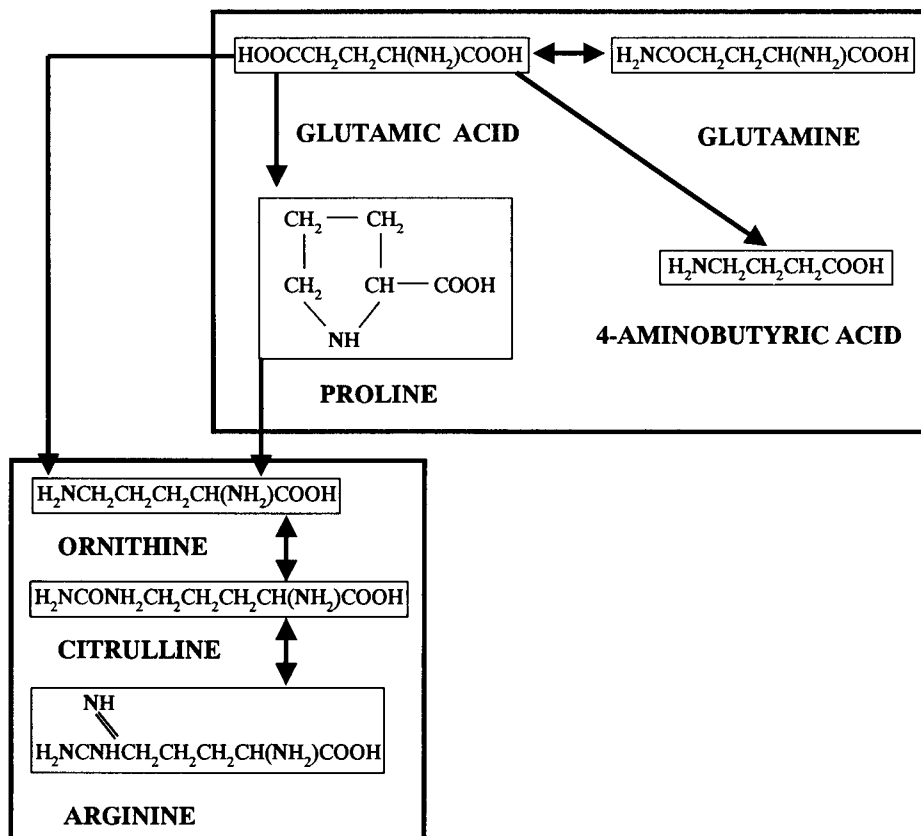 HOOCCH₂CH₂CH(NH₂)COOH
H₂NCOCH₂CH₂CH(NH₂)COOH
GLUTAMIC ACID
GLUTAMINE
CH₂ — CH₂
CH₂ CH — COOH
NH
H₂NCH₂CH₂CH₂COOH
4-AMINOBUTYRIC ACID
PROLINE
H₂NCH₂CH₂CH₂CH(NH₂)COOH
ORNITHINE
H₂NCONH₂CH₂CH₂CH₂CH(NH₂)COOH
CITRULLINE
NH
H₂NCNHCH₂CH₂CH₂CH(NH₂)COOH
ARGININE